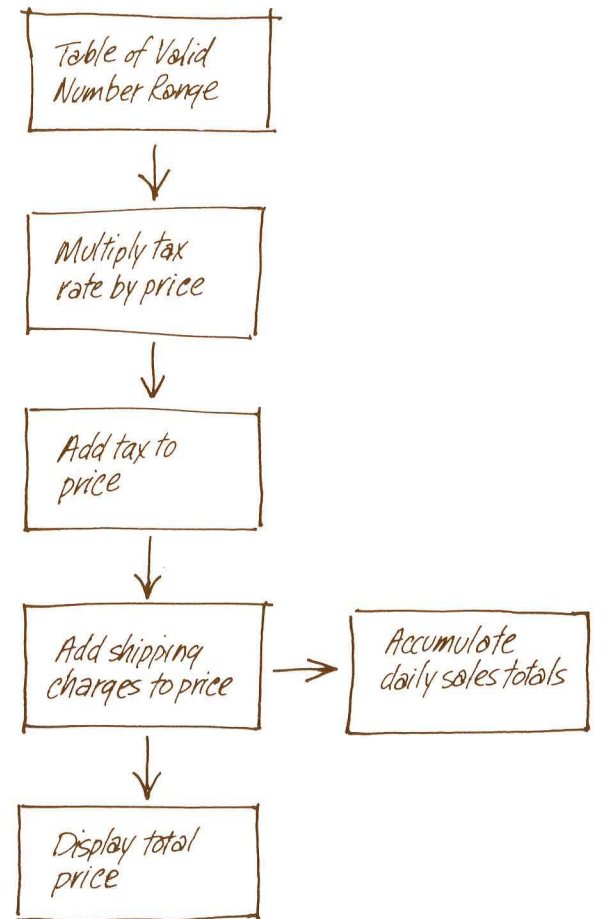 Table of Valid
Number Range
Multiply tax
rate by price
Add tax to
price
Add shipping
charges to price
Accumulate
daily sales totals
Display total
price